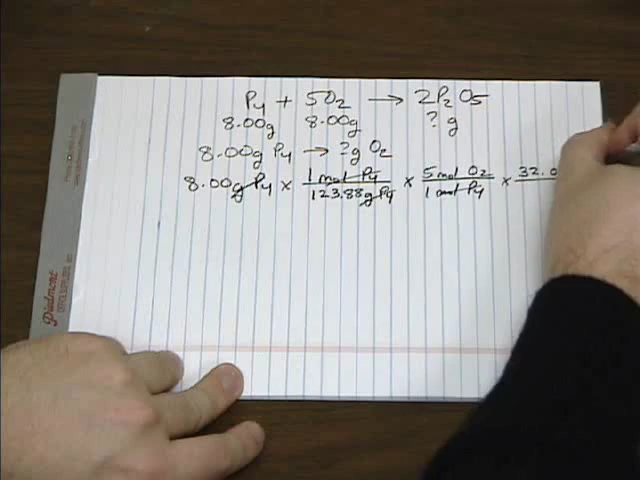 P4 + 5O2 → 2P2O5
8.00g 8.00g ? g
8.00g P4 → ?g O2
8.00g P4 × 1 mol P4 / 123.88g P4 × 5 mol O2 / 1 mol P4 × 32.0
Piedmont